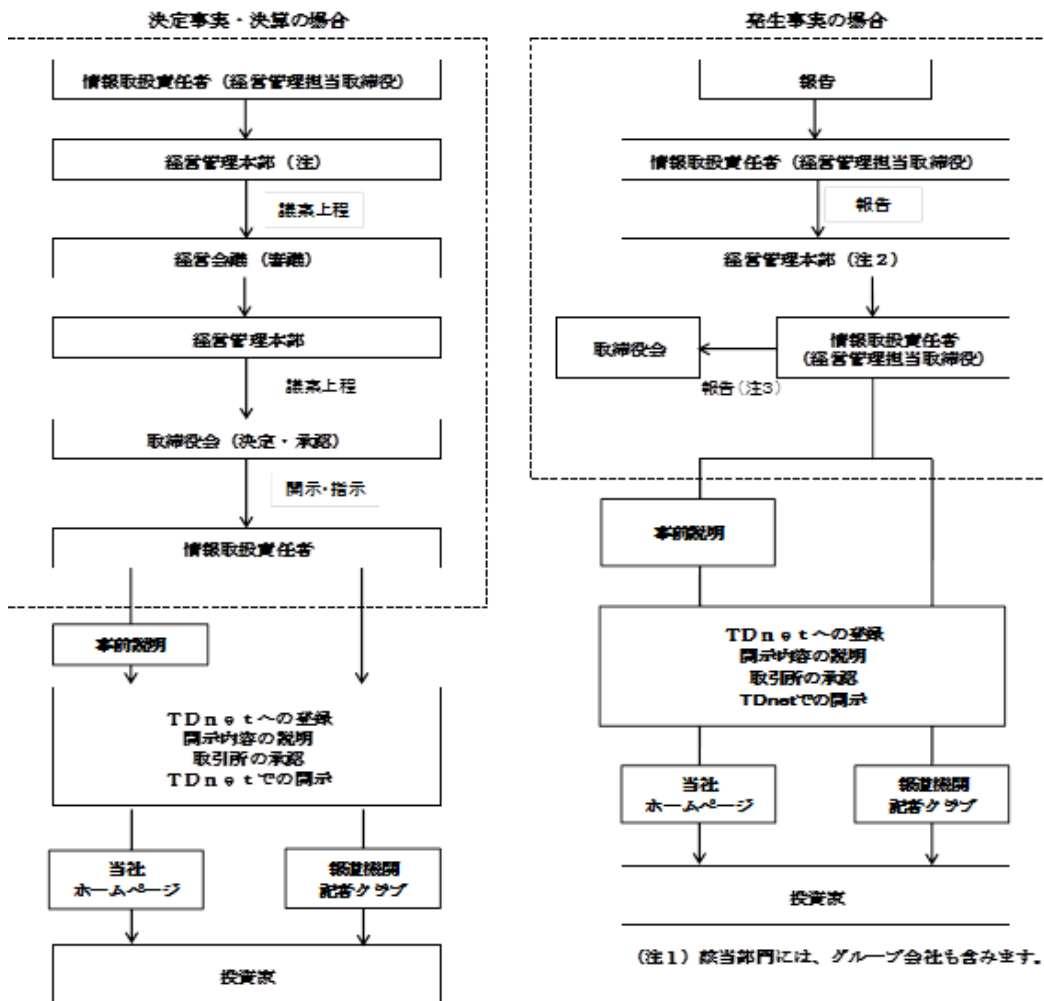 決定事実・決算の場合
情報取扱責任者（経営管理担当取締役）
経営管理本部（注）
議案上程
経営会議（審議）
経営管理本部
議案上程
取締役会（決定・承認）
開示・指示
情報取扱責任者
事前説明
ＴＤｎｅｔへの登録
開示内容の説明
取引所の承認
ＴＤｎｅｔでの開示
当社
ホームページ
報道機関
記者クラブ
投資家
発生事実の場合
報告
情報取扱責任者（経営管理担当取締役）
報告
経営管理本部（注２）
取締役会
情報取扱責任者
（経営管理担当取締役）
報告（注３）
事前説明
ＴＤｎｅｔへの登録
開示内容の説明
取引所の承認
TDnetでの開示
当社
ホームページ
報道機関
記者クラブ
投資家
（注１）該当部門には、グループ会社も含みます。